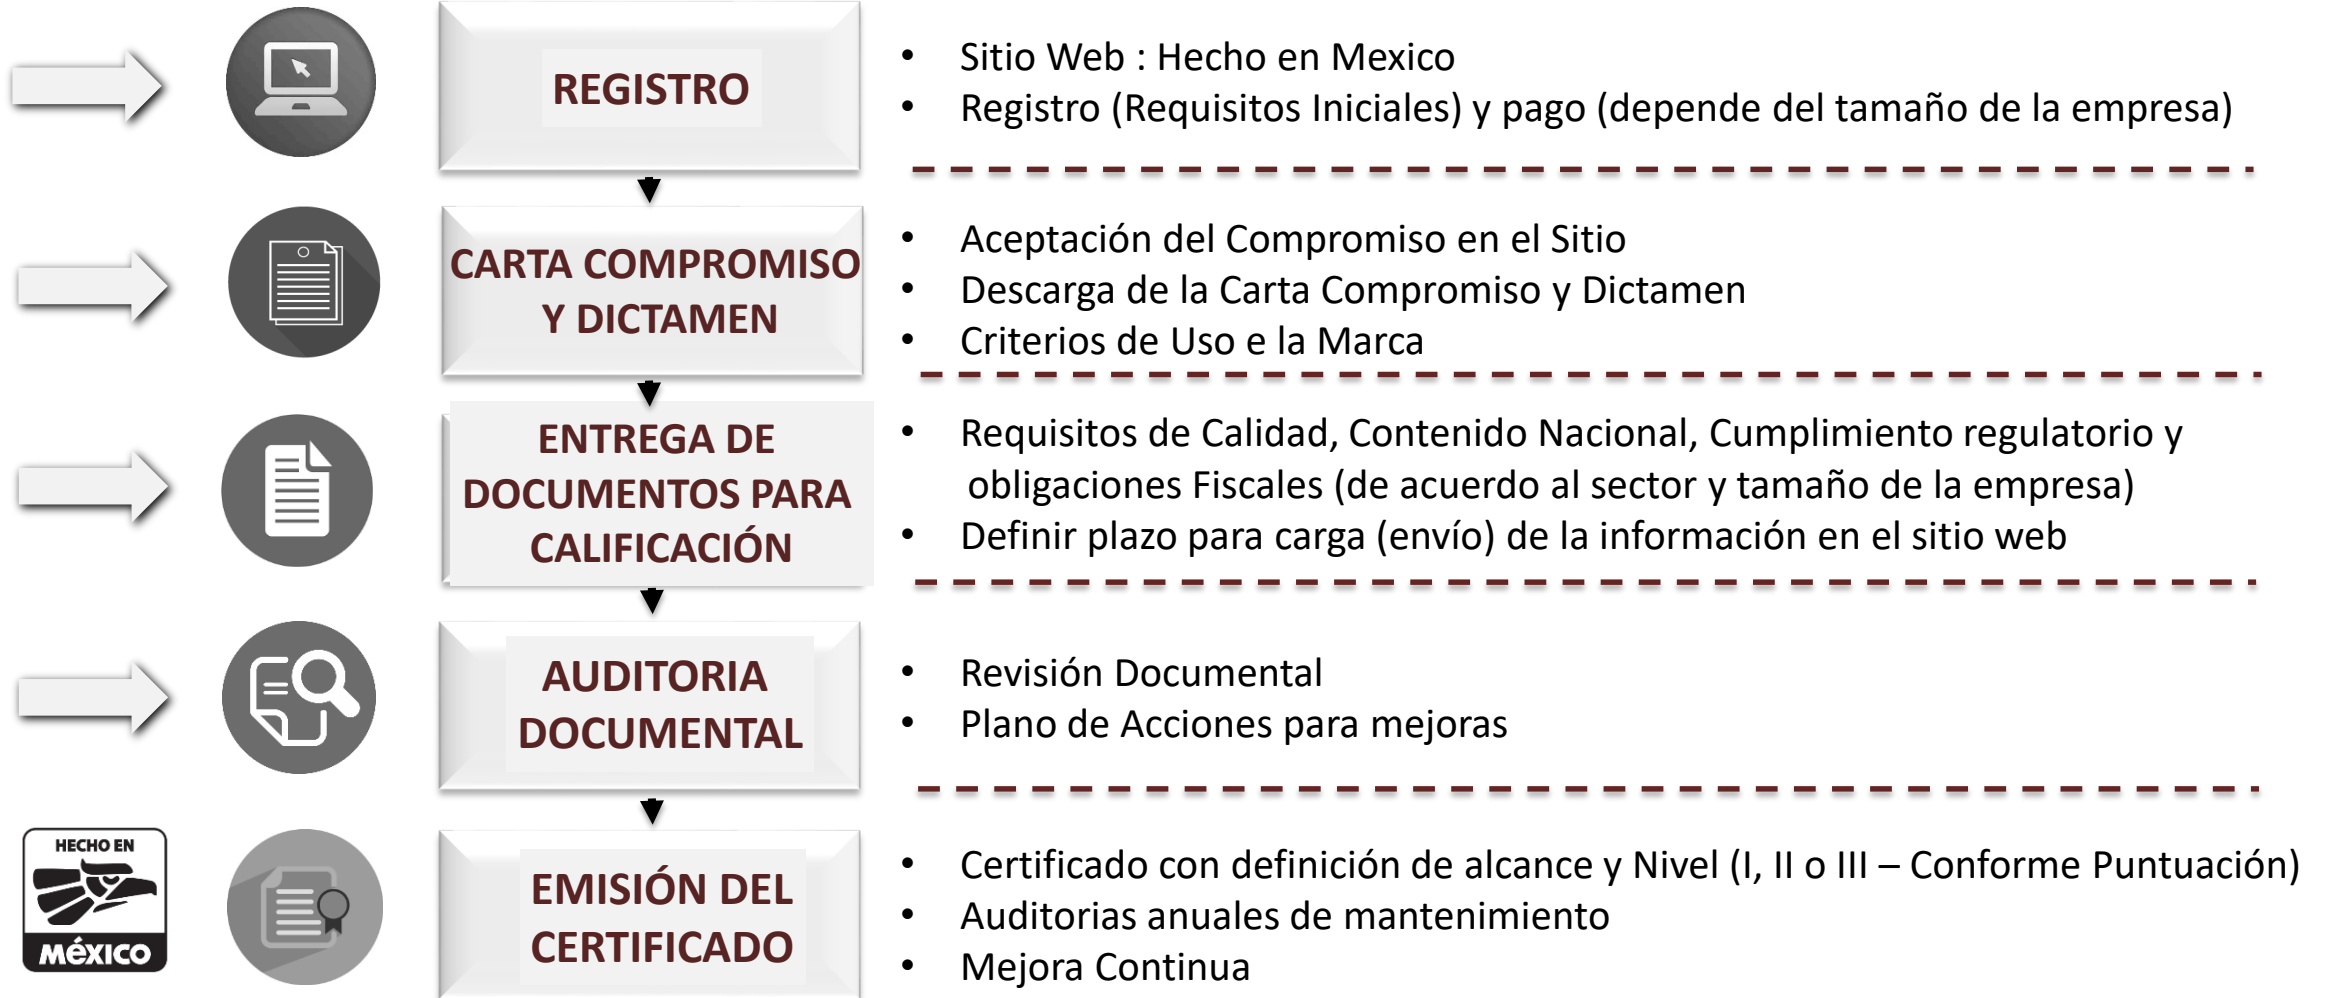 REGISTRO
• Sitio Web : Hecho en Mexico
• Registro (Requisitos Iniciales) y pago (depende del tamaño de la empresa)
CARTA COMPROMISO
Y DICTAMEN
• Aceptación del Compromiso en el Sitio
• Descarga de la Carta Compromiso y Dictamen
• Criterios de Uso e la Marca
ENTREGA DE
DOCUMENTOS PARA
CALIFICACIÓN
• Requisitos de Calidad, Contenido Nacional, Cumplimiento regulatorio y
obligaciones Fiscales (de acuerdo al sector y tamaño de la empresa)
• Definir plazo para carga (envío) de la información en el sitio web
AUDITORIA
DOCUMENTAL
• Revisión Documental
• Plano de Acciones para mejoras
HECHO EN
México
EMISIÓN DEL
CERTIFICADO
• Certificado con definición de alcance y Nivel (I, II o III – Conforme Puntuación)
• Auditorias anuales de mantenimiento
• Mejora Continua